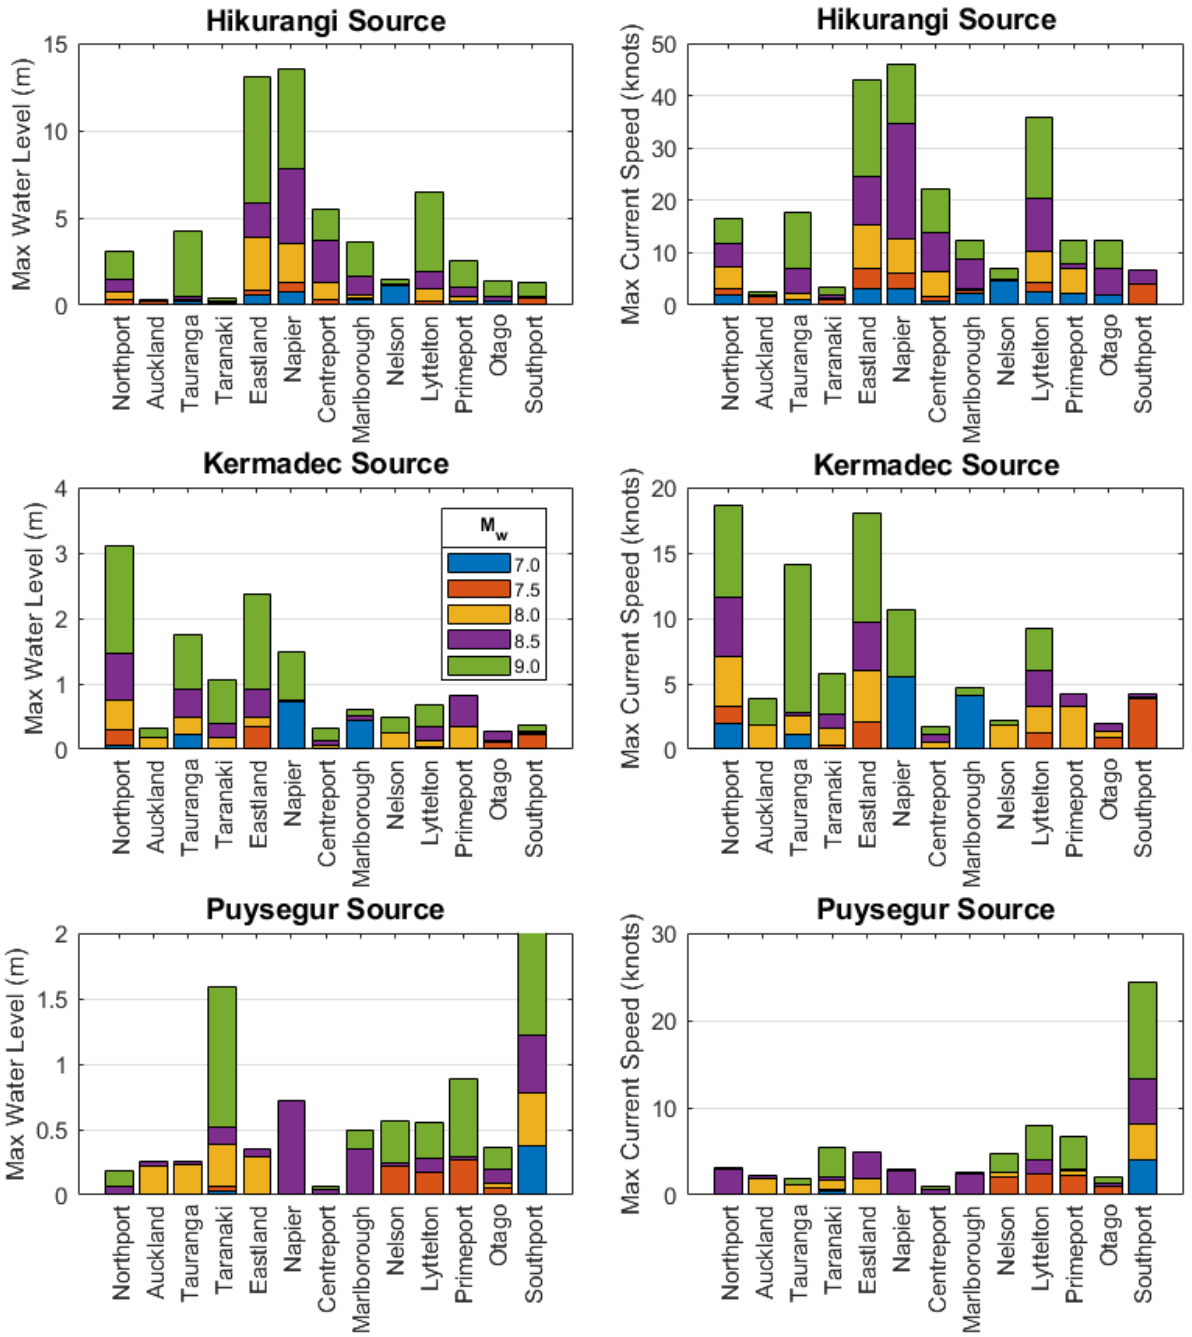 Hikurangi Source
Max Water Level (m)
15
10
5
0
Northport
Auckland
Tauranga
Taranaki
Eastland
Napier
Centreport
Marlborough
Nelson
Lyttelton
Primeport
Otago
Southport
Hikurangi Source
Max Current Speed (knots)
50
40
30
20
10
0
Northport
Auckland
Tauranga
Taranaki
Eastland
Napier
Centreport
Marlborough
Nelson
Lyttelton
Primeport
Otago
Southport
Kermadec Source
Max Water Level (m)
4
3
2
1
0
Mw
7.0
7.5
8.0
8.5
9.0
Northport
Auckland
Tauranga
Taranaki
Eastland
Napier
Centreport
Marlborough
Nelson
Lyttelton
Primeport
Otago
Southport
Kermadec Source
Max Current Speed (knots)
20
15
10
5
0
Northport
Auckland
Tauranga
Taranaki
Eastland
Napier
Centreport
Marlborough
Nelson
Lyttelton
Primeport
Otago
Southport
Puysegur Source
Max Water Level (m)
2
1.5
1
0.5
0
Northport
Auckland
Tauranga
Taranaki
Eastland
Napier
Centreport
Marlborough
Nelson
Lyttelton
Primeport
Otago
Southport
Puysegur Source
Max Current Speed (knots)
30
20
10
0
Northport
Auckland
Tauranga
Taranaki
Eastland
Napier
Centreport
Marlborough
Nelson
Lyttelton
Primeport
Otago
Southport